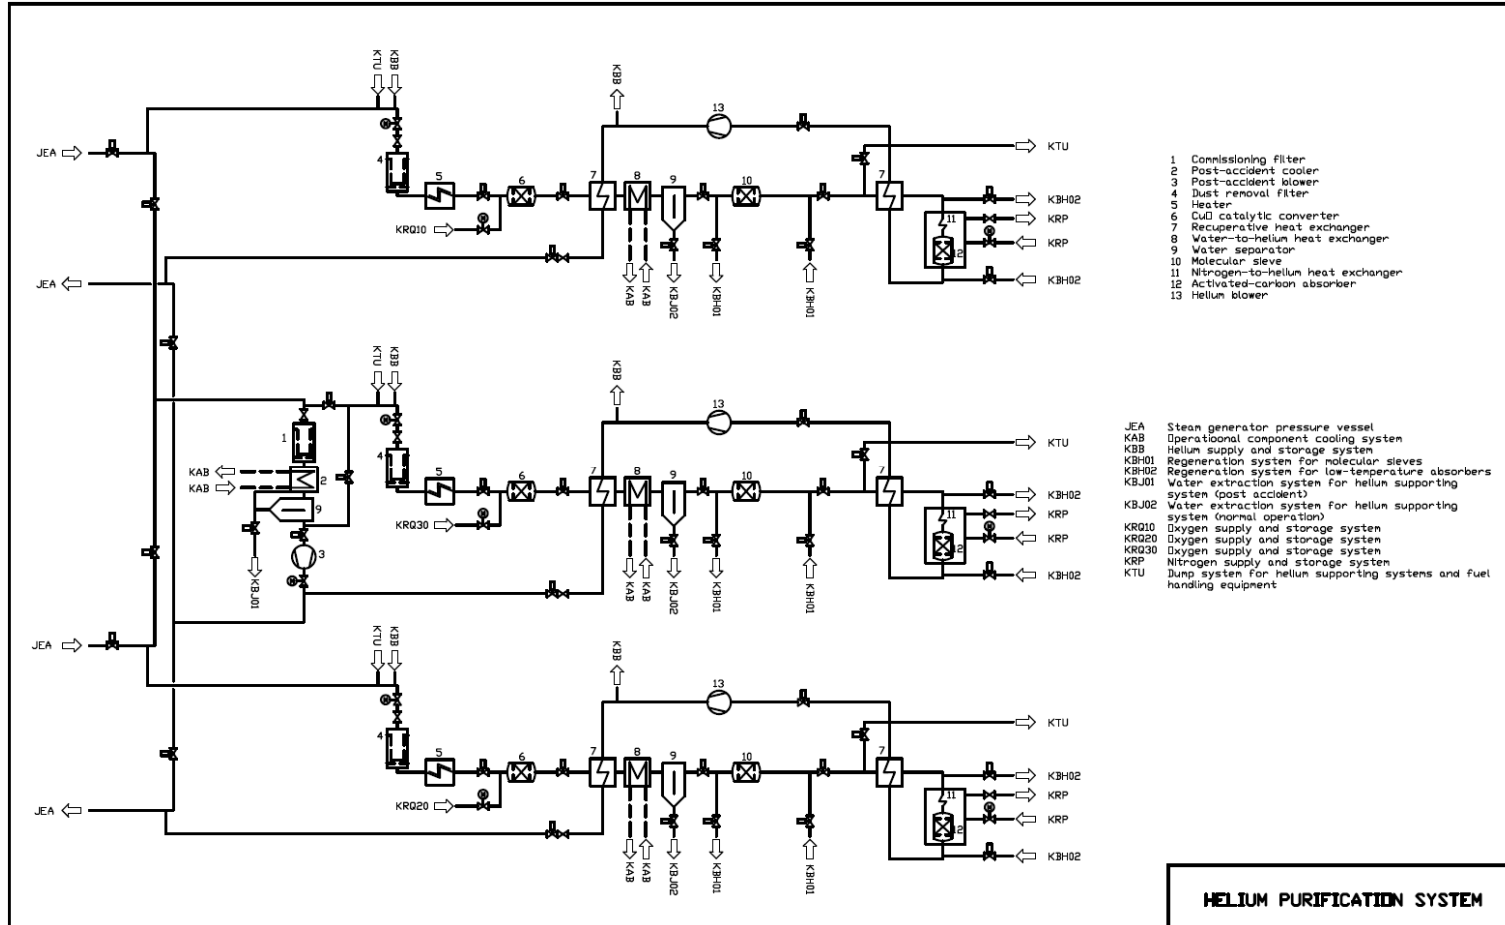 KTU
KBB
KBB
13
JEA
KTU
4
5
6
7
8
9
10
7
KRQ10
11
12
KBH02
KRP
KRP
KBH02
JEA
KAB
KAB
KBJ02
KBH01
KBH01
1 Commissioning filter
2 Post-accident cooler
3 Post-accident blower
4 Dust removal filter
5 Heater
6 CuO catalytic converter
7 Recuperative heat exchanger
8 Water-to-helium heat exchanger
9 Water separator
10 Molecular sieve
11 Nitrogen-to-helium heat exchanger
12 Activated-carbon absorber
13 Helium blower
KTU
KBB
KBB
13
KTU
1
4
5
6
7
8
9
10
7
KAB
KAB
2
9
3
KBJ01
KRQ30
11
12
KBH02
KRP
KRP
KBH02
KAB
KAB
KBJ02
KBH01
KBH01
JEA Steam generator pressure vessel
KAB Operational component cooling system
KBB Helium supply and storage system
KBH01 Regeneration system for molecular sieves
KBH02 Regeneration system for low-temperature absorbers
KBJ01 Water extraction system for helium supporting
system (post accident)
KBJ02 Water extraction system for helium supporting
system (normal operation)
KRQ10 Oxygen supply and storage system
KRQ20 Oxygen supply and storage system
KRQ30 Oxygen supply and storage system
KRP Nitrogen supply and storage system
KTU Dump system for helium supporting systems and fuel
handling equipment
KTU
KBB
KBB
13
JEA
KTU
4
5
6
7
8
9
10
7
KRQ20
11
12
KBH02
KRP
KRP
KBH02
JEA
KAB
KAB
KBJ02
KBH01
KBH01
HELIUM PURIFICATION SYSTEM